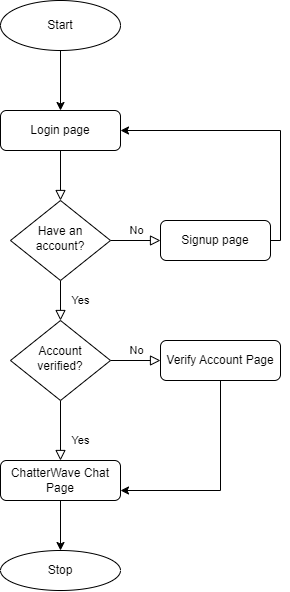 Start
Login page
Have an
account?
No
Signup page
Yes
Account
verified?
No
Verify Account Page
Yes
ChatterWave Chat
Page
Stop